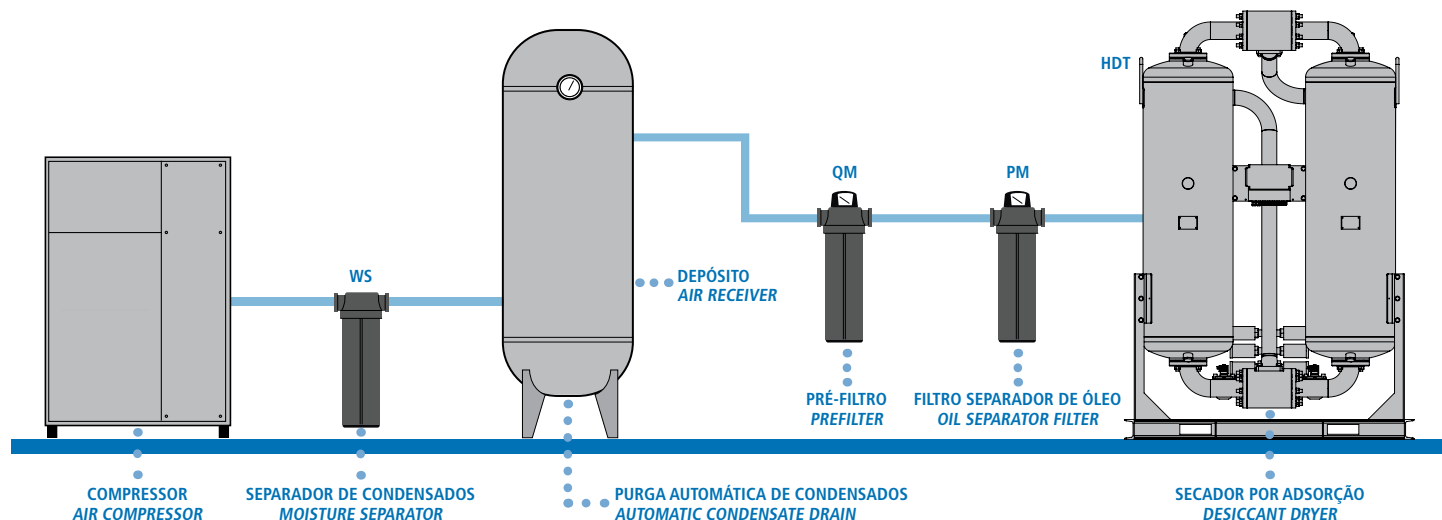 HDT
QM
PM
WS
DEPÓSITO
AIR RECEIVER
PRÉ-FILTRO
PREFILTER
FILTRO SEPARADOR DE ÓLEO
OIL SEPARATOR FILTER
COMPRESSOR
AIR COMPRESSOR
SEPARADOR DE CONDENSADOS
MOISTURE SEPARATOR
PURGA AUTOMÁTICA DE CONDENSADOS
AUTOMATIC CONDENSATE DRAIN
SECADOR POR ADSORÇÃO
DESICCANT DRYER